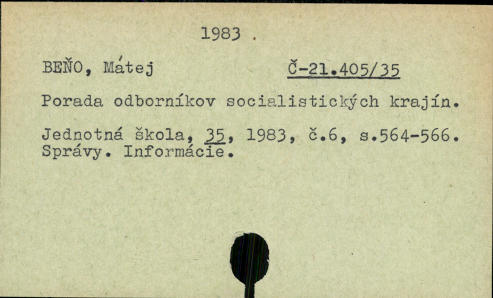 1983 .
BEŇO, Mátej Č-21.405/35
Porada odborníkov socialistických krajín.
Jednotná škola, 35, 1983, č.6, s.564-566.
Správy. Informácie.